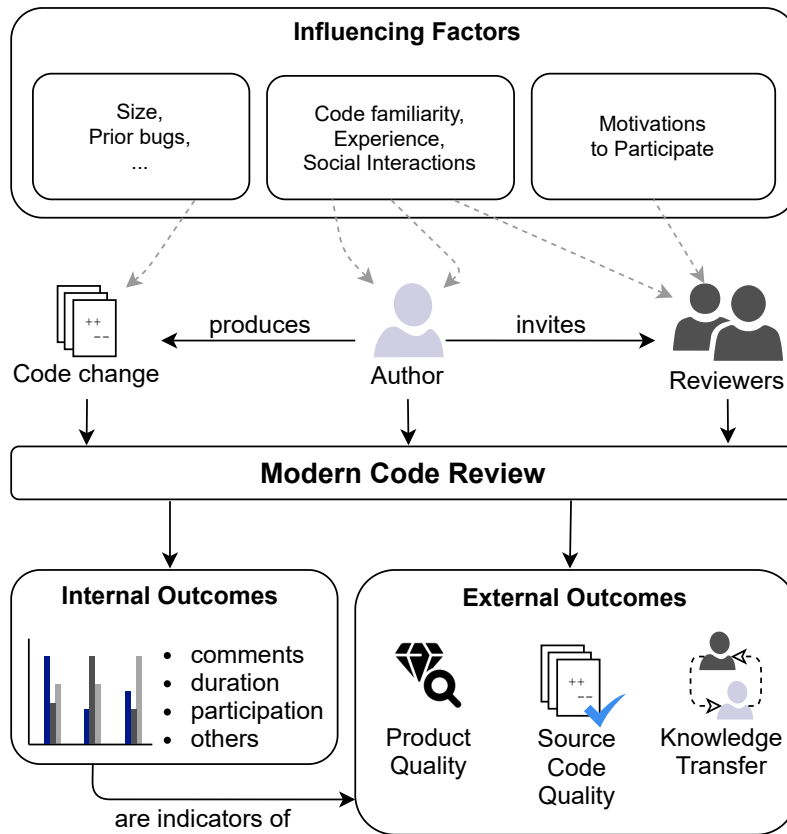 Influencing Factors
Size,
Prior bugs,
...
Code familiarity,
Experience,
Social Interactions
Motivations
to Participate
++
--
produces
invites
Code change
Author
Reviewers
Modern Code Review
Internal Outcomes
• comments
• duration
• participation
• others
External Outcomes
++
--
Product
Quality
Source
Code
Quality
Knowledge
Transfer
are indicators of